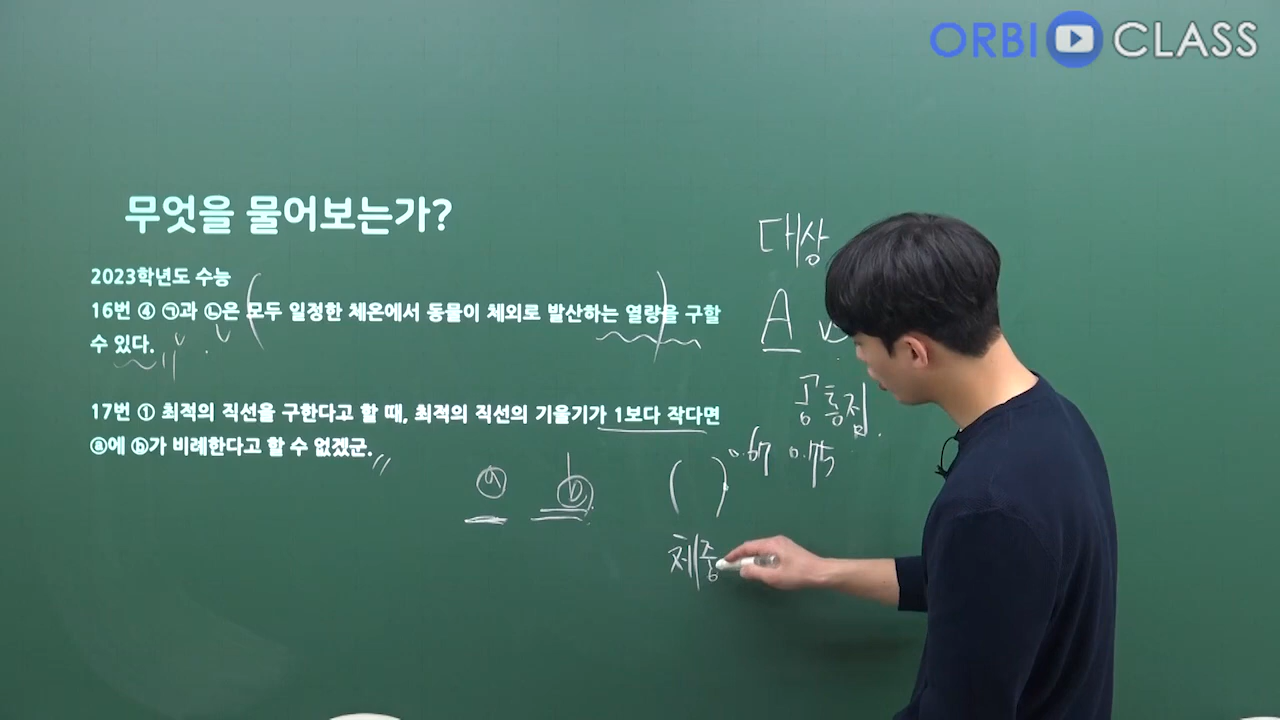 ORBI CLASS
무엇을 물어보는가?
2023학년도 수능
16번 ④ ㉠과 ㉡은 모두 일정한 체온에서 동물이 체외로 발산하는 열량을 구할
수 있다.
17번 ① 최적의 직선을 구한다고 할 때, 최적의 직선의 기울기가 1보다 작다면
ⓐ에 ⓑ가 비례한다고 할 수 없겠군.
대상
A
공통점
ⓐ ⓑ ( ) 0.67 0.75
체중